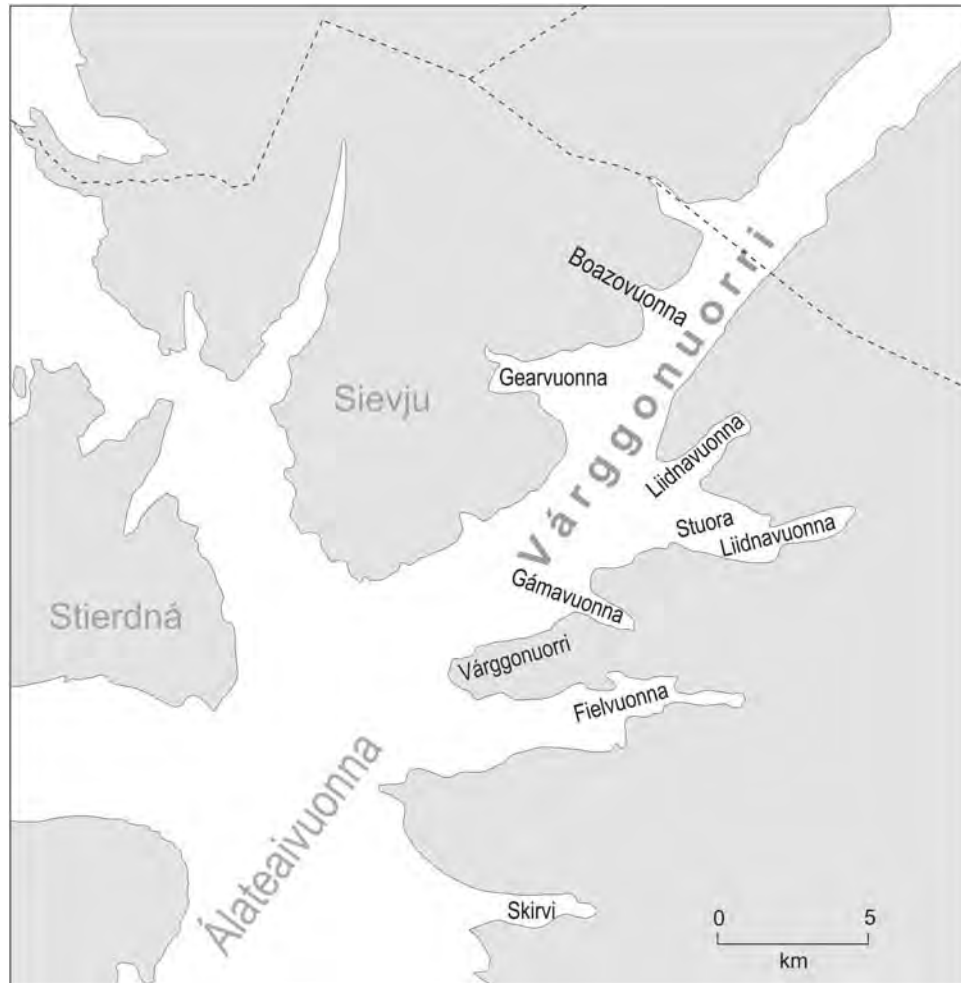 Boazovuonna
Várggonuorri
Gearvuonna
Sievju
Liidnavuonna
Stuora
Liidnavuonna
Gámavuonna
Stierdná
Várggonuorri
Fielvuonna
Álateaivuonna
Skirvi
0 5
km